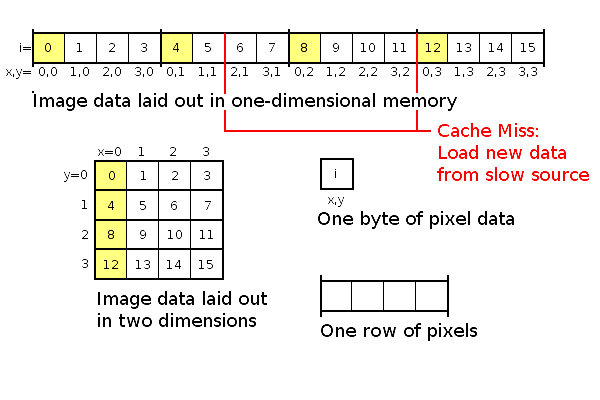 i= 0 1 2 3 4 5 6 7 8 9 10 11 12 13 14 15
x,y= 0,0 1,0 2,0 3,0 0,1 1,1 2,1 3,1 0,2 1,2 2,2 3,2 0,3 1,3 2,3 3,3
Image data laid out in one-dimensional memory
Cache Miss:
Load new data
from slow source
x=0 1 2 3
y=0 0 1 2 3
1 4 5 6 7
2 8 9 10 11
3 12 13 14 15
Image data laid out
in two dimensions
i
x,y
One byte of pixel data
One row of pixels